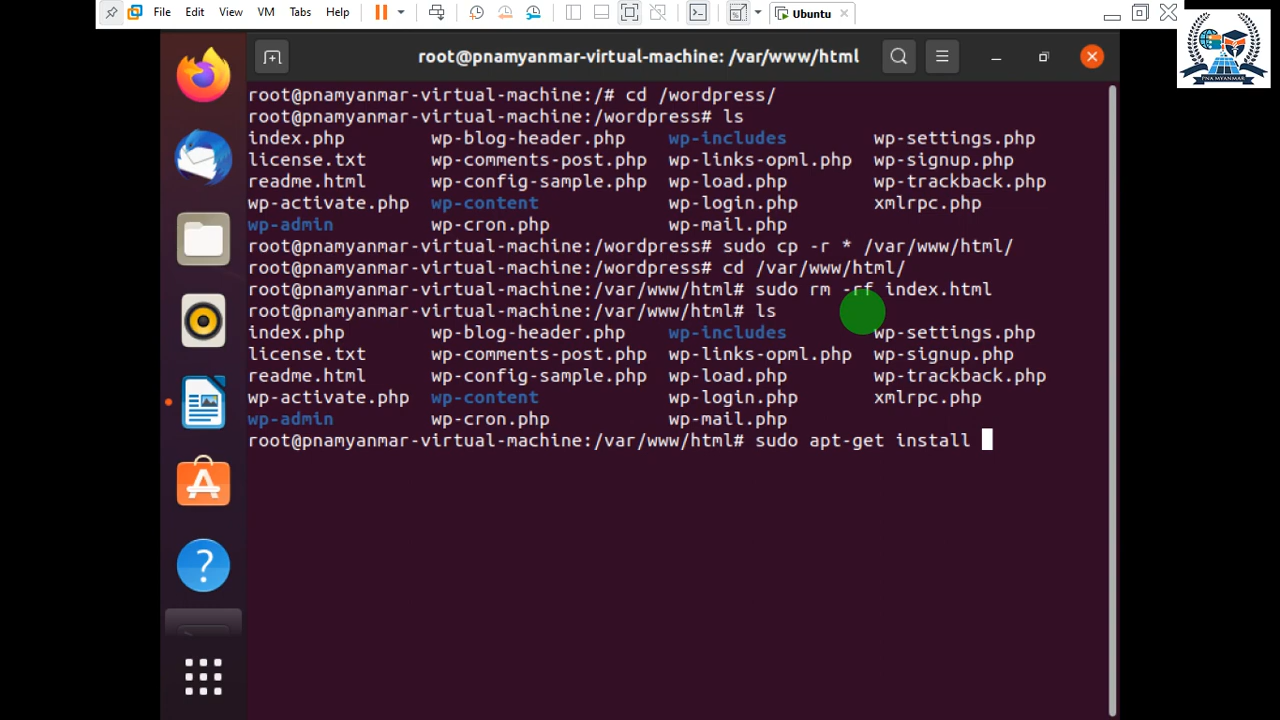 File Edit View VM Tabs Help Ubuntu
root@pnamyanmar-virtual-machine: /var/www/html
PNA MYANMAR
root@pnamyanmar-virtual-machine:/# cd /wordpress/
root@pnamyanmar-virtual-machine:/wordpress# ls
index.php wp-blog-header.php wp-includes wp-settings.php
license.txt wp-comments-post.php wp-links-opml.php wp-signup.php
readme.html wp-config-sample.php wp-load.php wp-trackback.php
wp-activate.php wp-content wp-login.php xmlrpc.php
wp-admin wp-cron.php wp-mail.php
root@pnamyanmar-virtual-machine:/wordpress# sudo cp -r * /var/www/html/
root@pnamyanmar-virtual-machine:/wordpress# cd /var/www/html/
root@pnamyanmar-virtual-machine:/var/www/html# sudo rm -rf index.html
root@pnamyanmar-virtual-machine:/var/www/html# ls
index.php wp-blog-header.php wp-includes wp-settings.php
license.txt wp-comments-post.php wp-links-opml.php wp-signup.php
readme.html wp-config-sample.php wp-load.php wp-trackback.php
wp-activate.php wp-content wp-login.php xmlrpc.php
wp-admin wp-cron.php wp-mail.php
root@pnamyanmar-virtual-machine:/var/www/html# sudo apt-get install